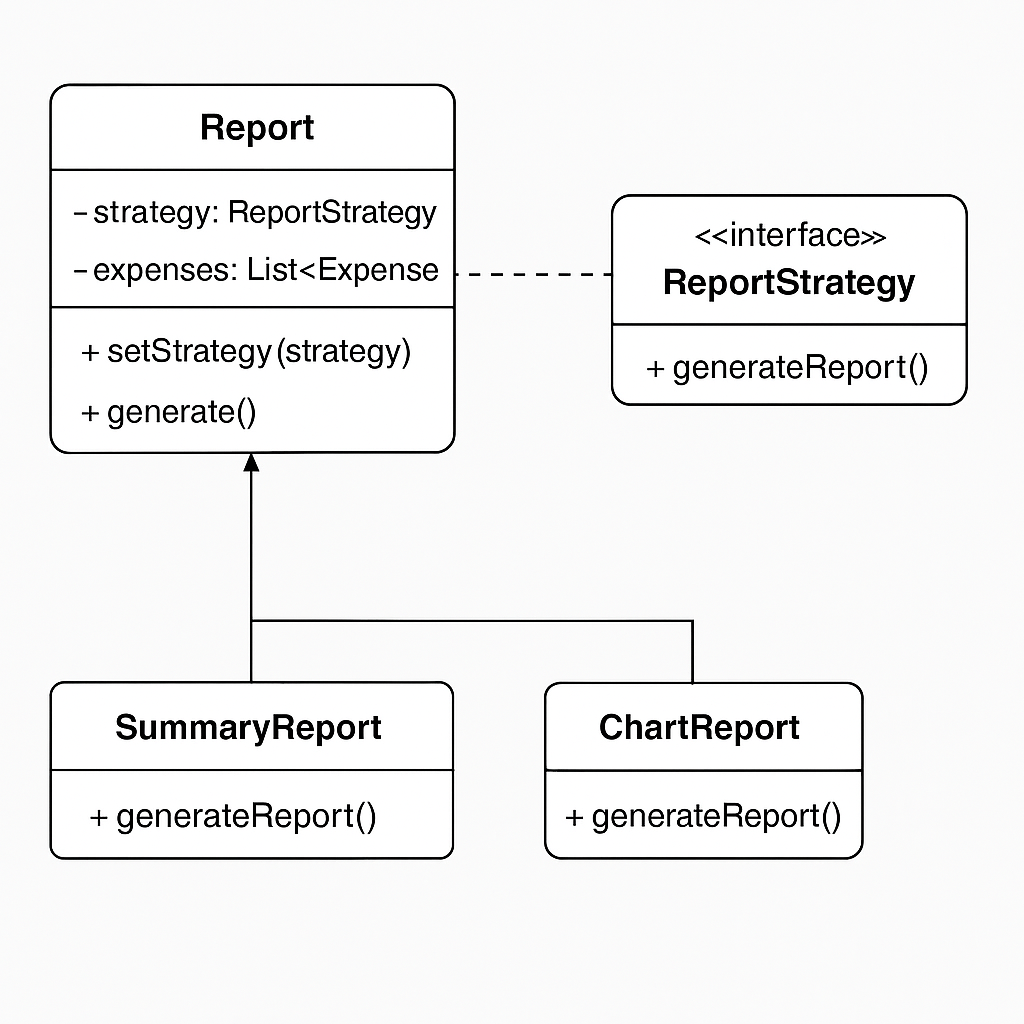 Report
- strategy: ReportStrategy
- expenses: List<Expense
+ setStrategy(strategy)
+ generate()
<<interface>>
ReportStrategy
+ generateReport()
SummaryReport
+ generateReport()
ChartReport
+ generateReport()